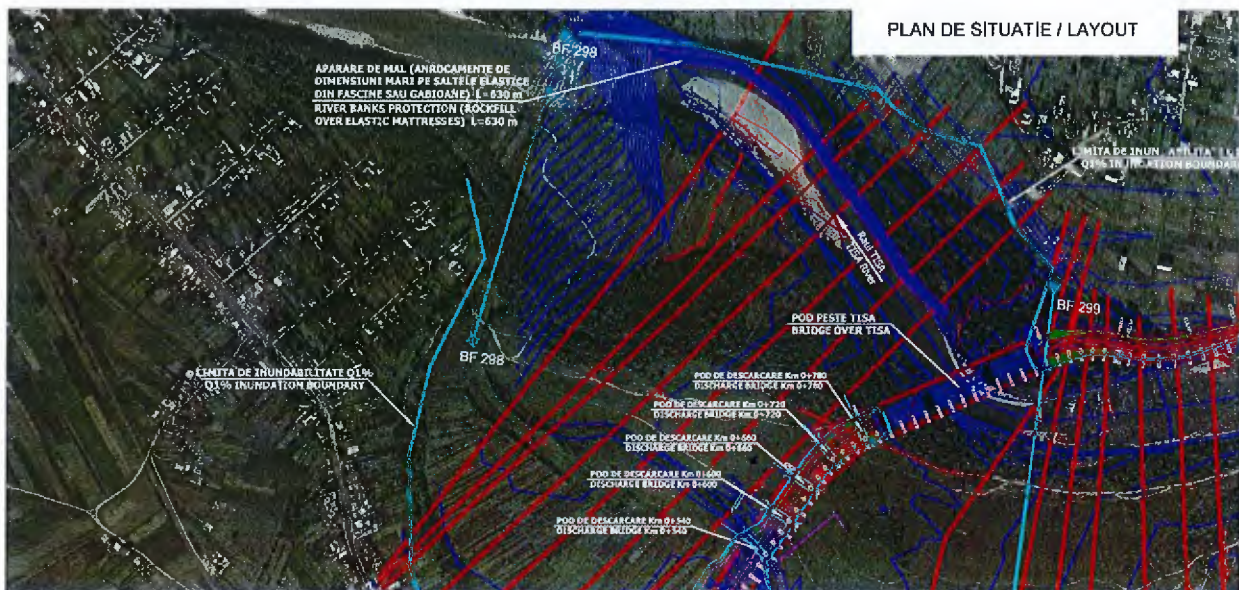 PLAN DE SITUATIE / LAYOUT
BF 298
APARARE DE MAL (ANROCAMENTE DE
DIMENSIUNI MARI PE SALTELE ELASTICE
DIN FASCINE SAU GABIOANE) L=630 m
RIVER BANKS PROTECTION (ROCKFILL
OVER ELASTIC MATTRESSES) L=630 m
LIMITA DE INUN
Q1% INUNDATION BOUNDARY
Raul TISA
TISA River
BF 299
POD PESTE TISA
BRIDGE OVER TISA
BF 298
LIMITA DE INUNDABILITATE Q1%
Q1% INUNDATION BOUNDARY
POD DE DESCARCARE Km 0+780
DISCHARGE BRIDGE Km 0+780
POD DE DESCARCARE Km 0+720
DISCHARGE BRIDGE Km 0+720
POD DE DESCARCARE Km 0+660
DISCHARGE BRIDGE Km 0+660
POD DE DESCARCARE Km 0+600
DISCHARGE BRIDGE Km 0+600
POD DE DESCARCARE Km 0+540
DISCHARGE BRIDGE Km 0+540